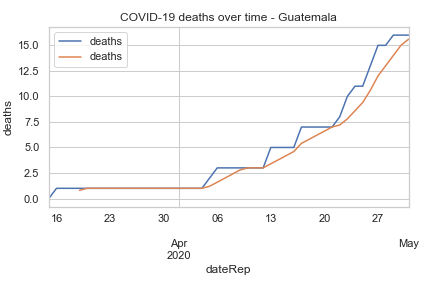 COVID-19 deaths over time - Guatemala
deaths
deaths
deaths
15.0
12.5
10.0
7.5
5.0
2.5
0.0
16 23 30 06 13 20 27
Apr May
2020
dateRep